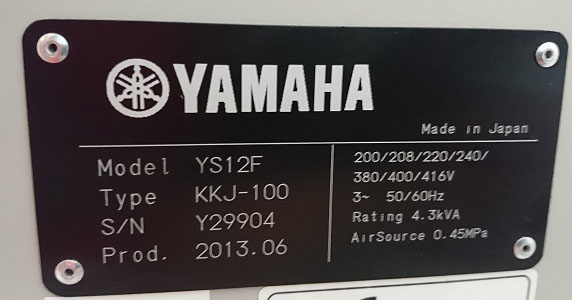 YAMAHA
Made in Japan
Model YS12F
Type KKJ-100
S/N Y29904
Prod. 2013.06
200/208/220/240/
380/400/416V
3~ 50/60Hz
Rating 4.3kVA
AirSource 0.45MPa